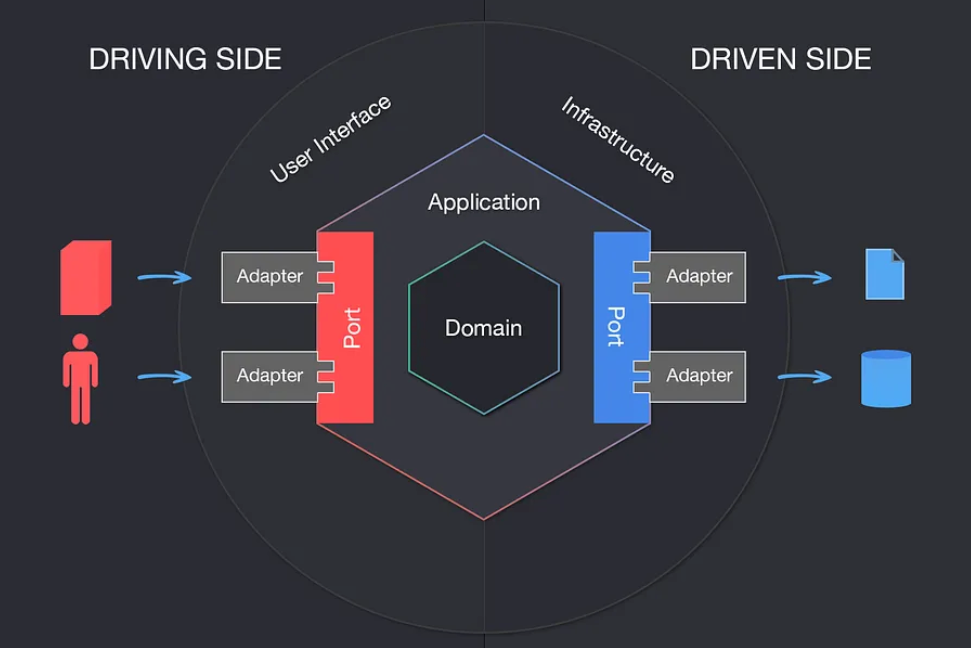 DRIVING SIDE
DRIVEN SIDE
User Interface
Infrastructure
Application
Adapter
Adapter
Port
Domain
Port
Adapter
Adapter